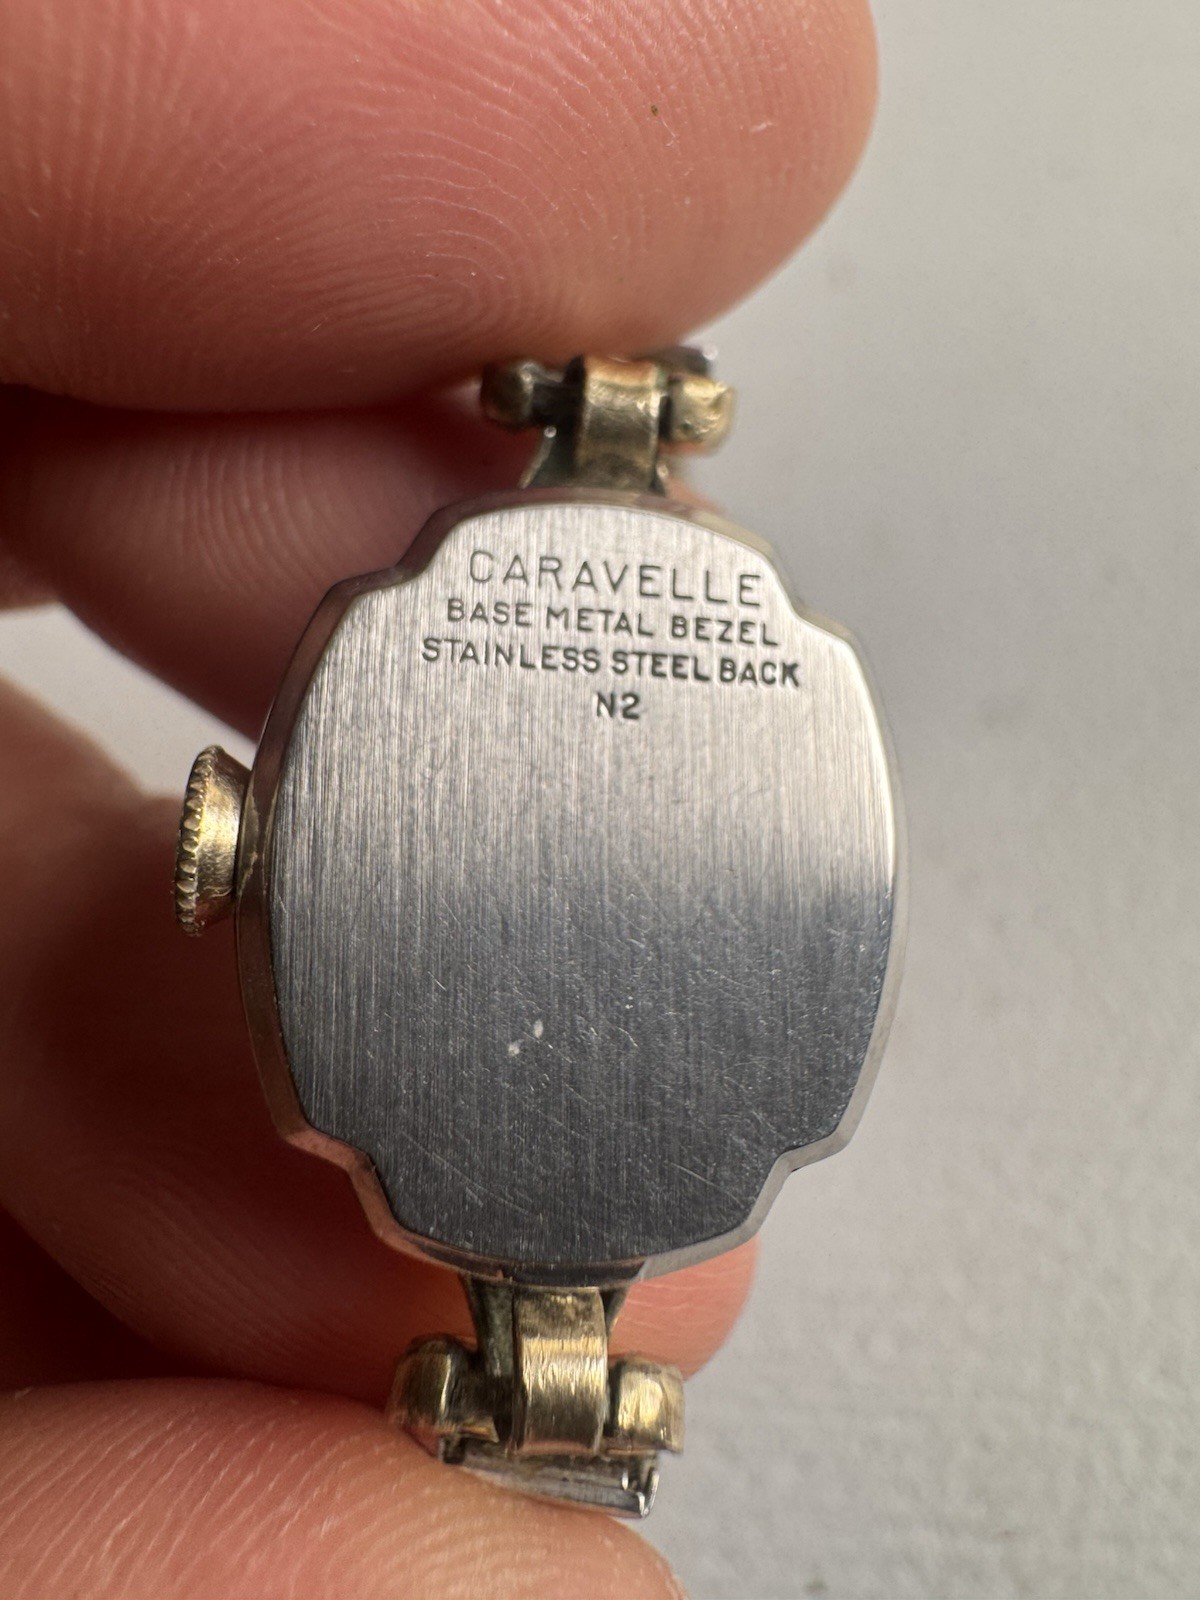 CARAVELLE
BASE METAL BEZEL
STAINLESS STEEL BACK
N2